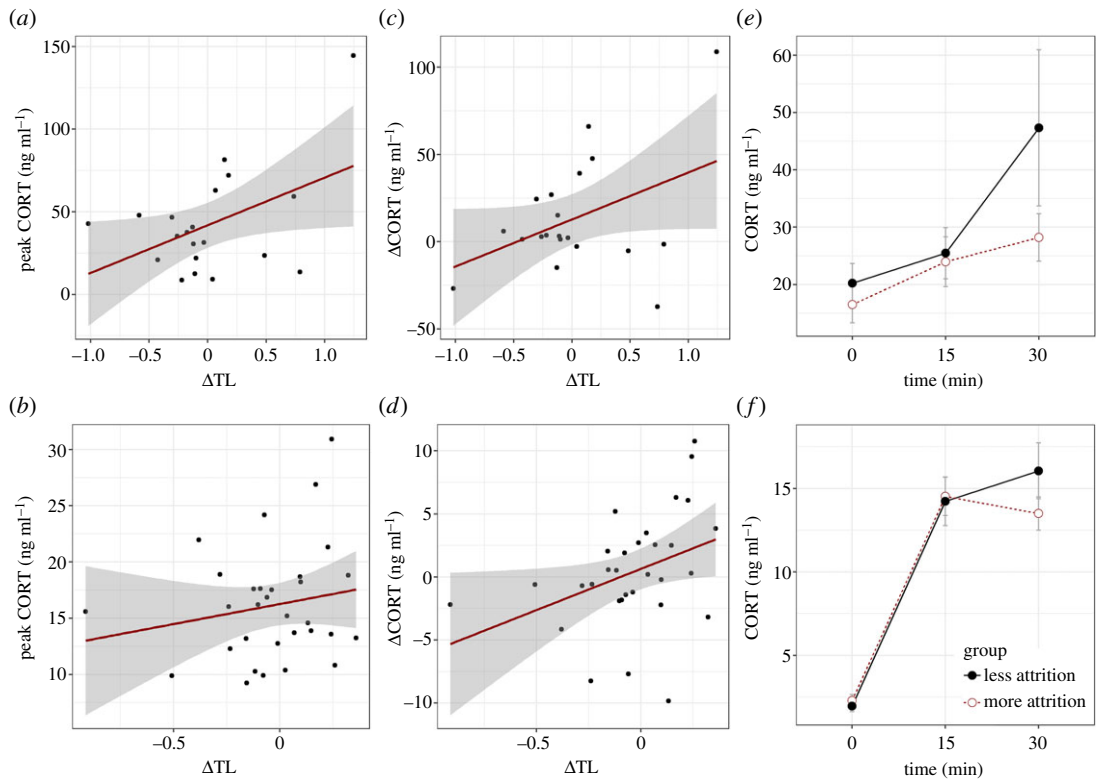 (a)
(c)
(e)
150
100
50
0
peak CORT (ng ml⁻¹)
−1.0
−0.5
0
0.5
1.0
ΔTL
100
50
0
−50
ΔCORT (ng ml⁻¹)
−1.0
−0.5
0
0.5
1.0
ΔTL
60
50
40
30
20
CORT (ng ml⁻¹)
0
15
30
time (min)
(b)
(d)
(f)
30
25
20
15
10
peak CORT (ng ml⁻¹)
−0.5
0
ΔTL
10
5
0
−5
−10
ΔCORT (ng ml⁻¹)
−0.5
0
ΔTL
15
10
5
CORT (ng ml⁻¹)
group
less attrition
more attrition
0
15
30
time (min)